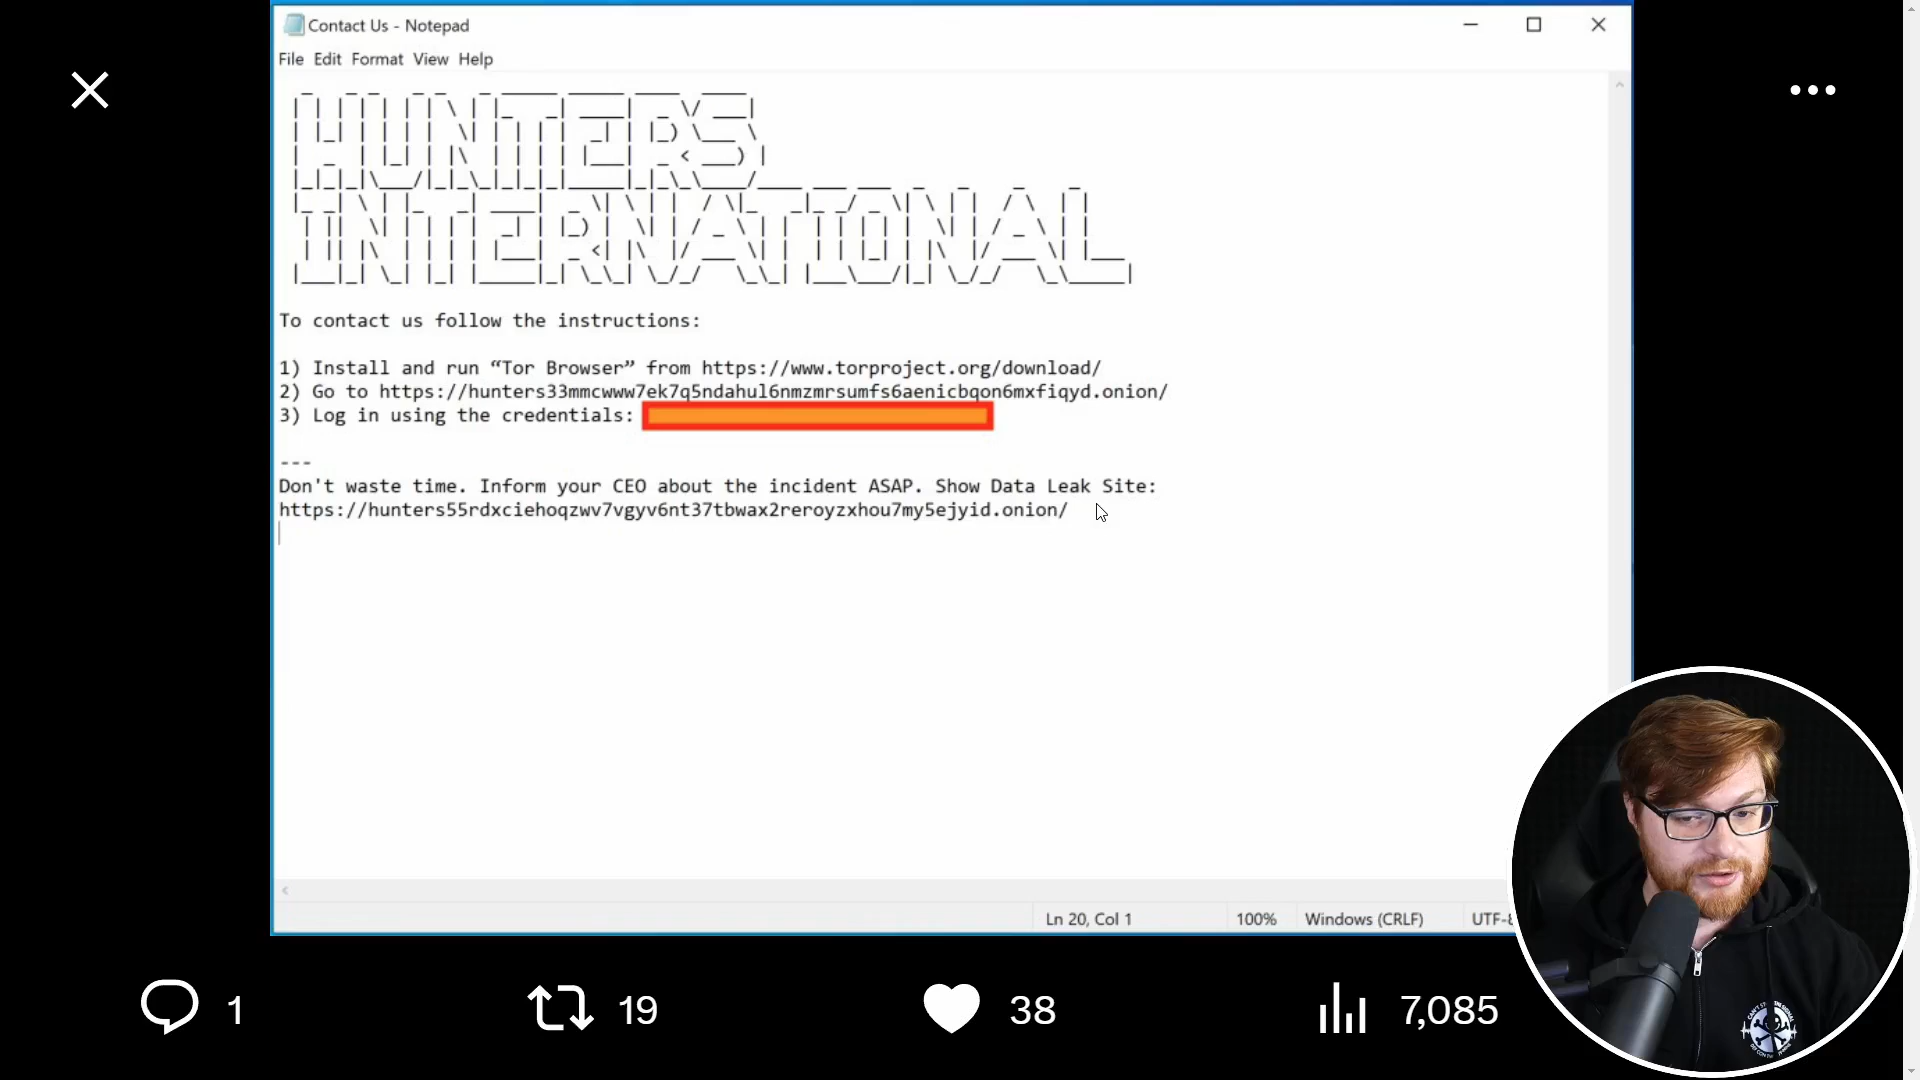 Contact Us - Notepad
File Edit Format View Help
HUNTERS
INTERNATIONAL
To contact us follow the instructions:
1) Install and run “Tor Browser” from https://www.torproject.org/download/
2) Go to https://hunters33mmcwww7ek7q5ndahul6nmzmrsumfs6aenicbqon6mxfiqyd.onion/
3) Log in using the credentials:
---
Don't waste time. Inform your CEO about the incident ASAP. Show Data Leak Site:
https://hunters55rdxciehoqzwv7vgyv6nt37tbwax2reroyzxhou7my5ejyid.onion/
Ln 20, Col 1 100% Windows (CRLF)
1 19 38 7,085